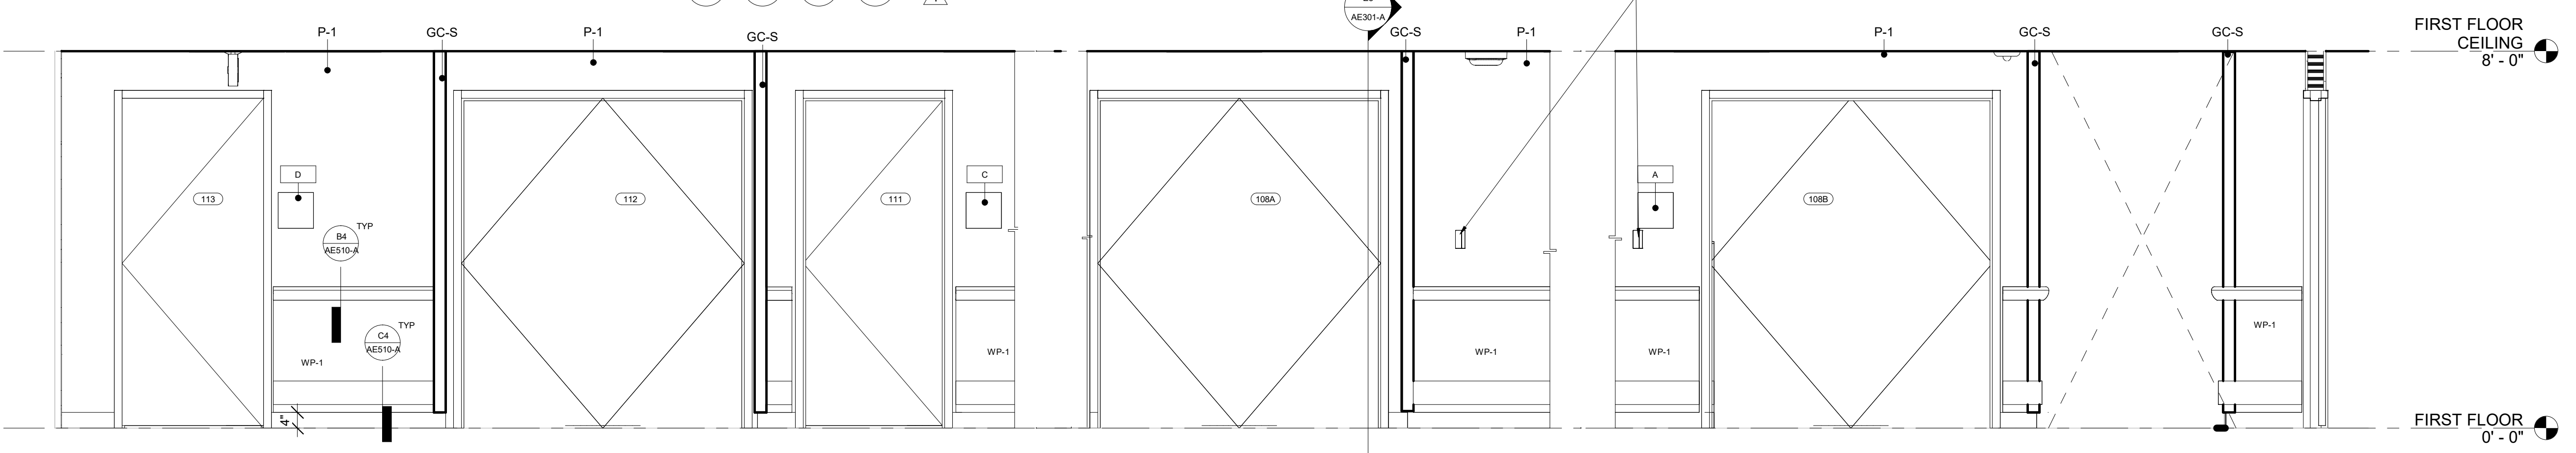 AE301-A
P-1
GC-S
P-1
GC-S
GC-S
P-1
P-1
GC-S
GC-S
FIRST FLOOR
CEILING
8' - 0"
D
C
A
113
112
111
108A
108B
B4
AE510-A
TYP
C4
AE510-A
TYP
WP-1
WP-1
WP-1
WP-1
WP-1
4"
FIRST FLOOR
0' - 0"